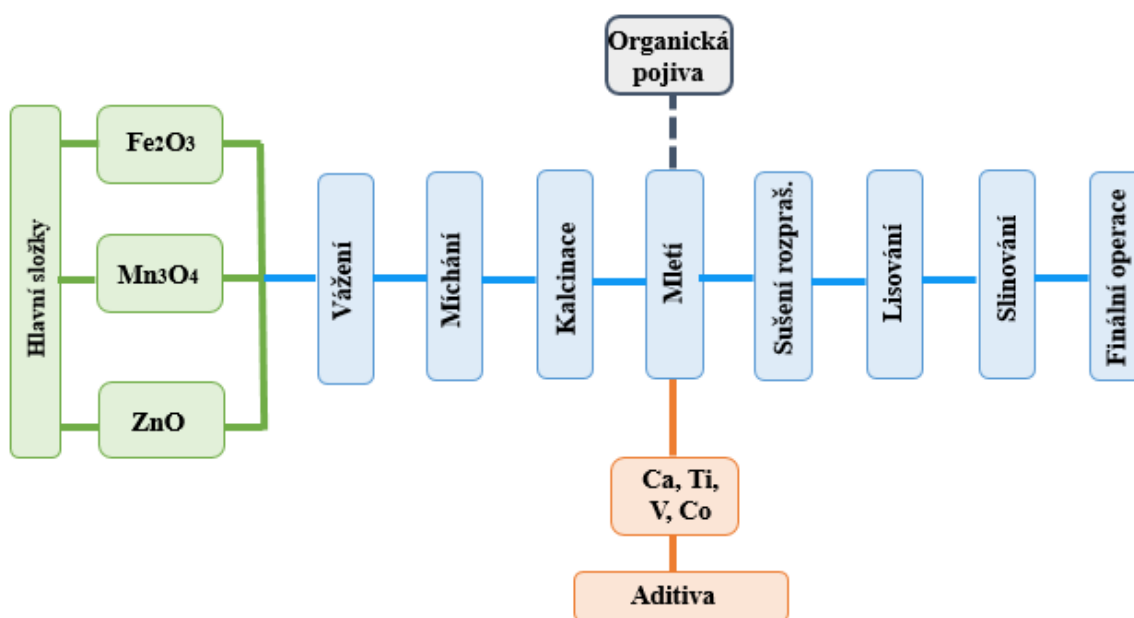 Organická
pojiva
Hlavní složky
Fe2O3
Mn3O4
ZnO
Vážení
Míchání
Kalcinace
Mletí
Sušení rozpraš.
Lisování
Slinování
Finální operace
Ca, Ti,
V, Co
Aditiva